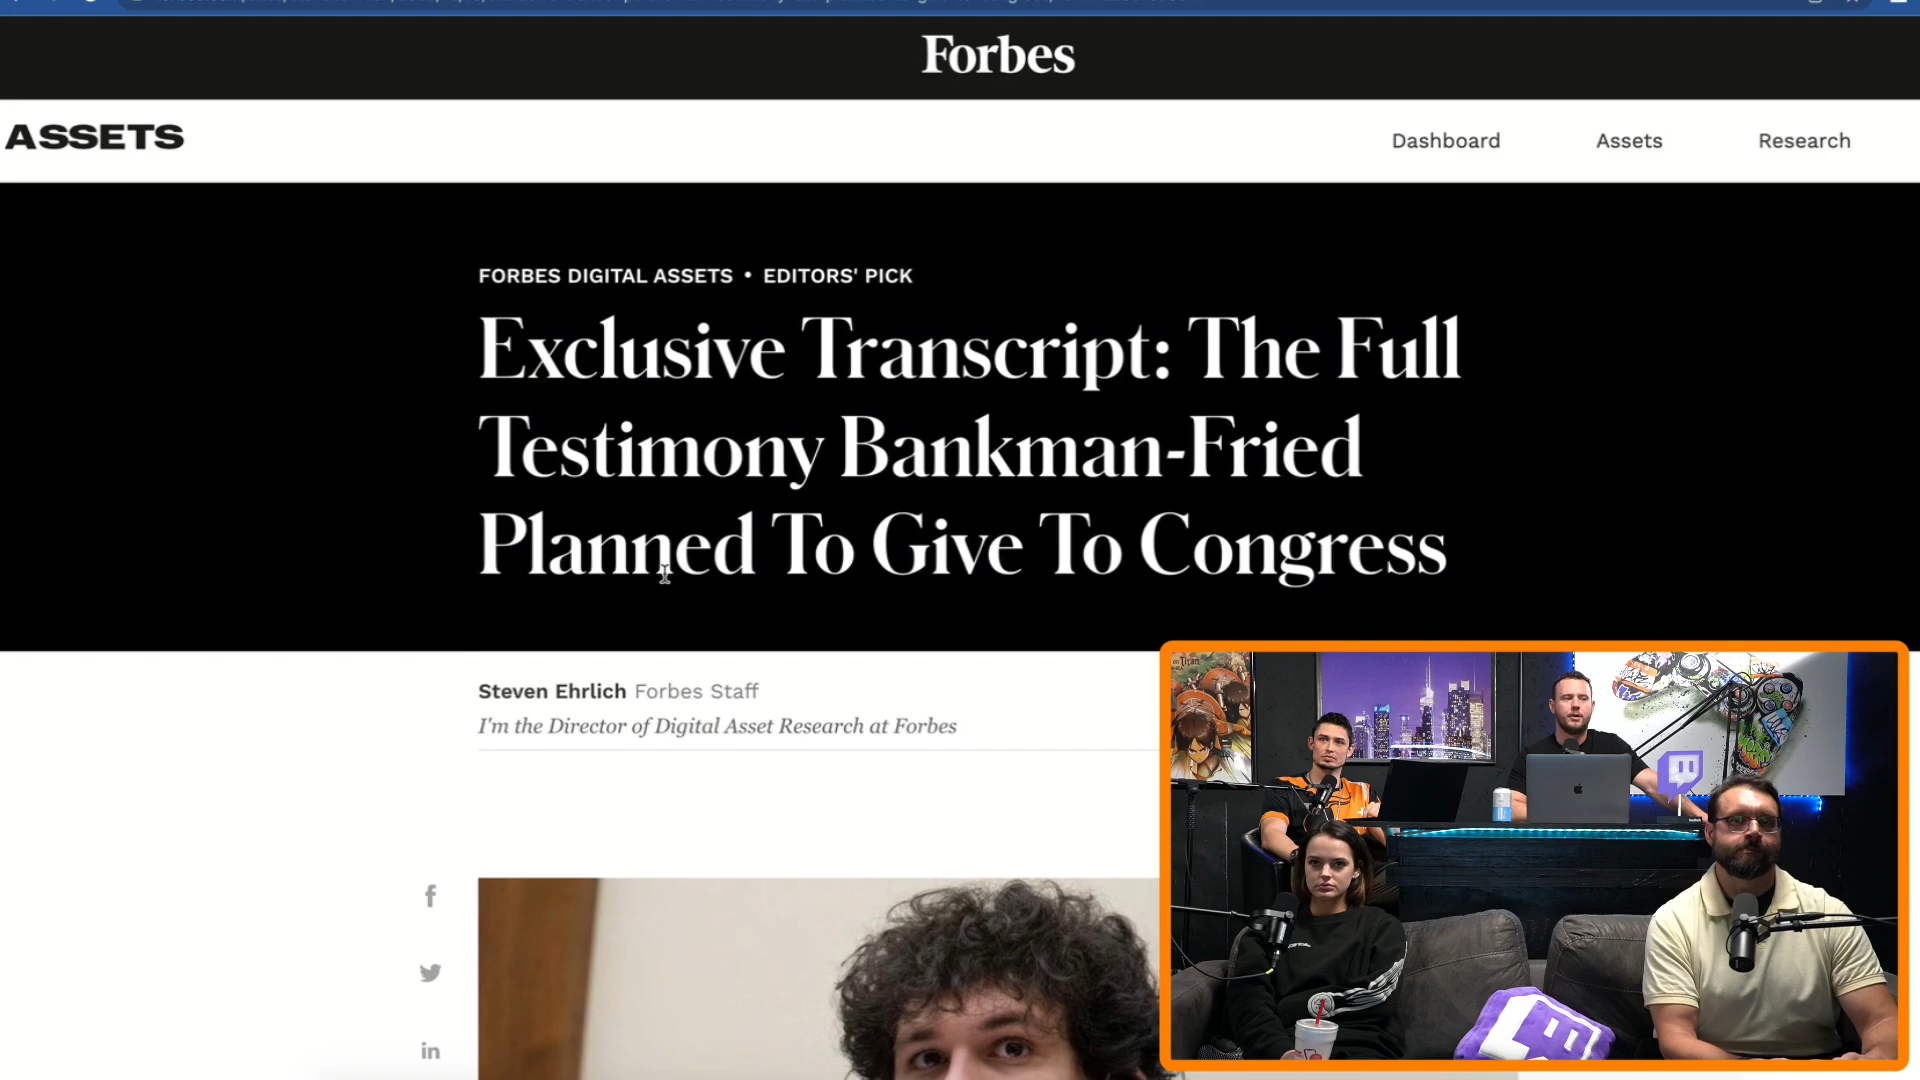 Forbes
ASSETS
Dashboard
Assets
Research
FORBES DIGITAL ASSETS • EDITORS' PICK
Exclusive Transcript: The Full
Testimony Bankman-Fried
Planned To Give To Congress
Steven Ehrlich Forbes Staff
I'm the Director of Digital Asset Research at Forbes
f
in